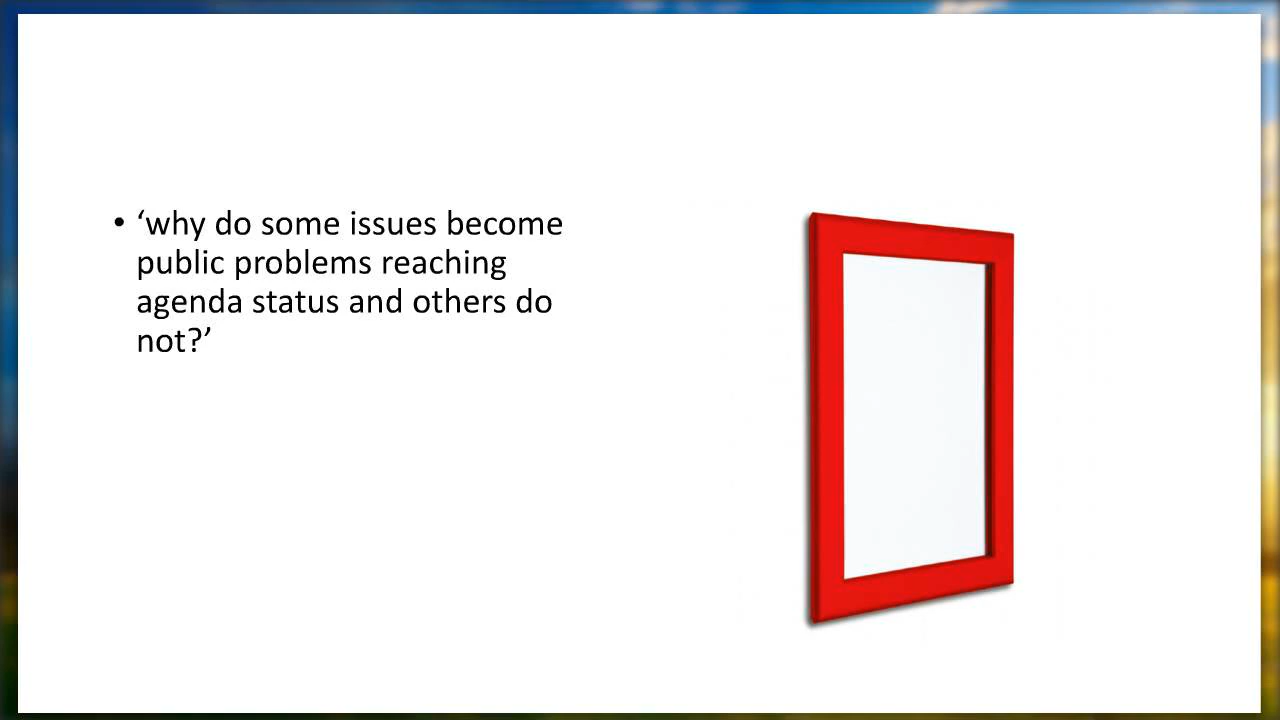 • ‘why do some issues become
public problems reaching
agenda status and others do
not?’